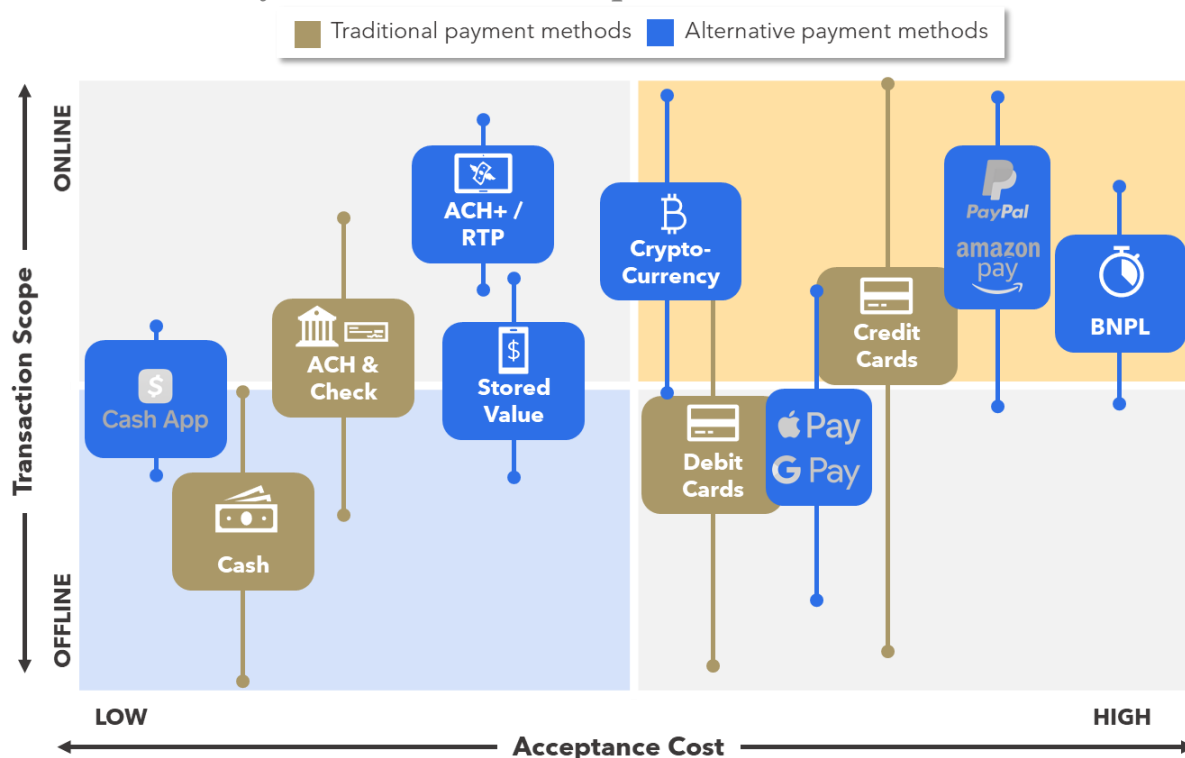 Traditional payment methods
Alternative payment methods
Transaction Scope
ONLINE
OFFLINE
ACH+ /
RTP
Crypto-
Currency
PayPal
amazon
pay
BNPL
Credit
Cards
ACH &
Check
$
Stored
Value
$
Cash App
Debit
Cards
Pay
G Pay
Cash
LOW
HIGH
Acceptance Cost